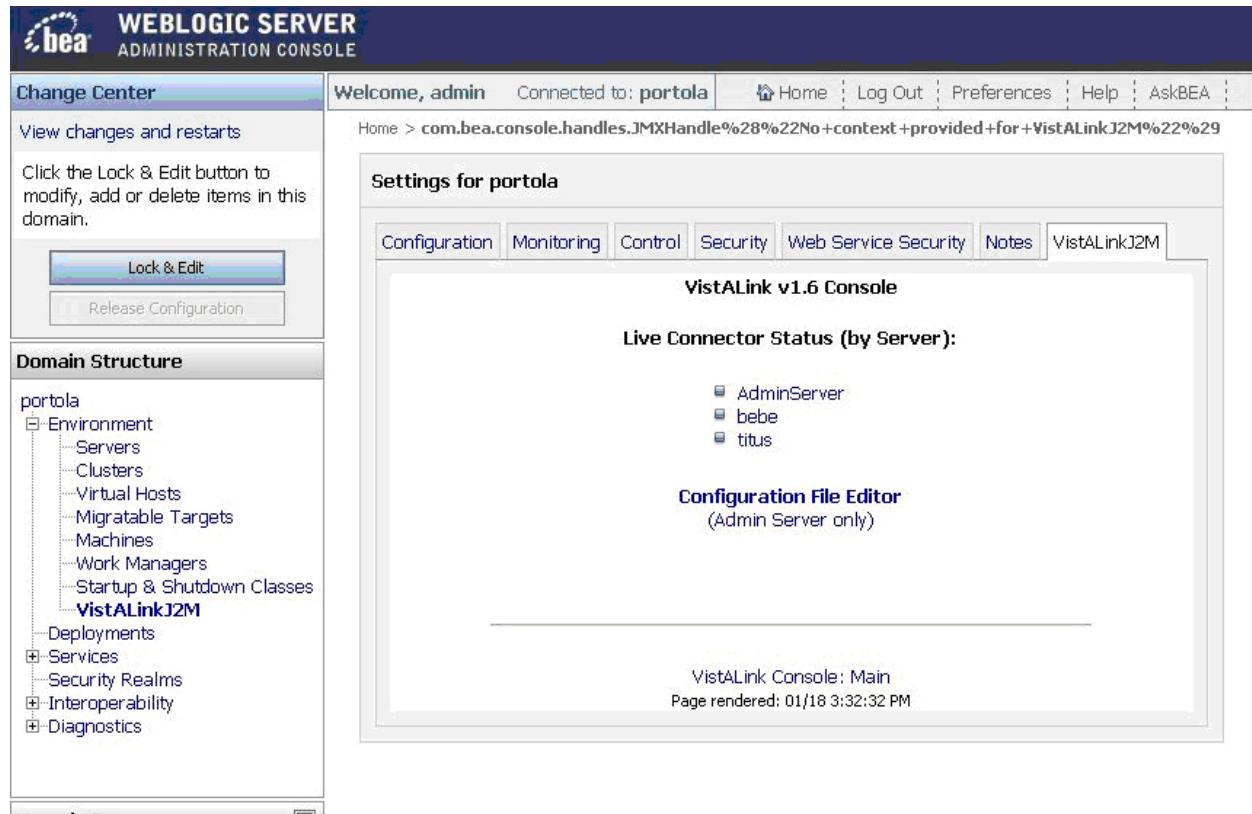 bea
WEBLOGIC SERVER
ADMINISTRATION CONSOLE
Change Center
View changes and restarts
Click the Lock & Edit button to
modify, add or delete items in this
domain.
Lock & Edit
Release Configuration
Domain Structure
portola
Environment
Servers
Clusters
Virtual Hosts
Migratable Targets
Machines
Work Managers
Startup & Shutdown Classes
VistALinkJ2M
Deployments
Services
Security Realms
Interoperability
Diagnostics
Welcome, admin Connected to: portola Home Log Out Preferences Help AskBEA
Home > com.bea.console.handles.JMXHandle%28%22No+context+provided+for+VistALinkJ2M%22%29
Settings for portola
Configuration Monitoring Control Security Web Service Security Notes VistALinkJ2M
VistALink v1.6 Console
Live Connector Status (by Server):
AdminServer
bebe
titus
Configuration File Editor
(Admin Server only)
VistALink Console: Main
Page rendered: 01/18 3:32:32 PM